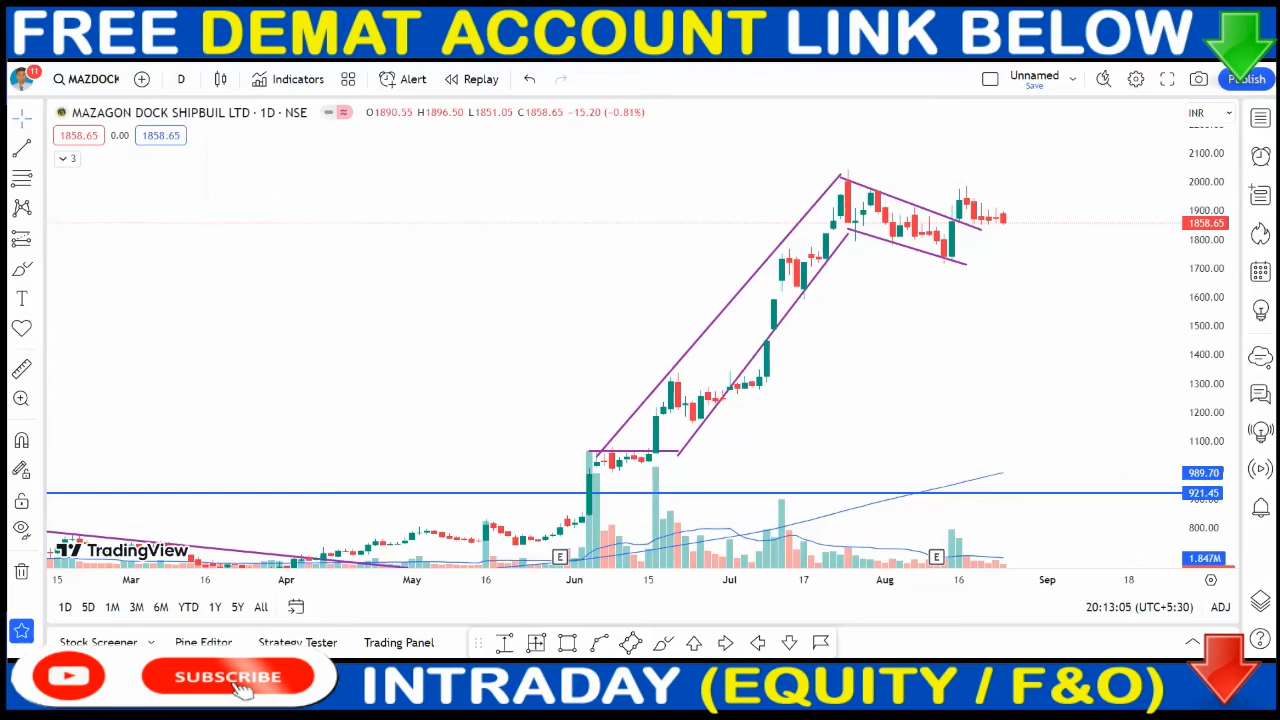 FREE DEMAT ACCOUNT LINK BELOW
11 MAZDOCK D Indicators Alert Replay Unnamed Save Publish
MAZAGON DOCK SHIPBUIL LTD · 1D · NSE O1890.55 H1896.50 L1851.05 C1858.65 −15.20 (−0.81%) INR
1858.65 0.00 1858.65
3
2100.00
2000.00
1900.00
1858.65
1800.00
1700.00
1600.00
1500.00
1400.00
1300.00
1200.00
1100.00
989.70
921.45
800.00
E E
TradingView
1.847M
15 Mar 16 Apr May 16 Jun 15 Jul 17 Aug 16 Sep 18
1D 5D 1M 3M 6M YTD 1Y 5Y All 20:13:05 (UTC+5:30) ADJ
Stock Screener Pine Editor Strategy Tester Trading Panel
SUBSCRIBE
INTRADAY (EQUITY / F&O)